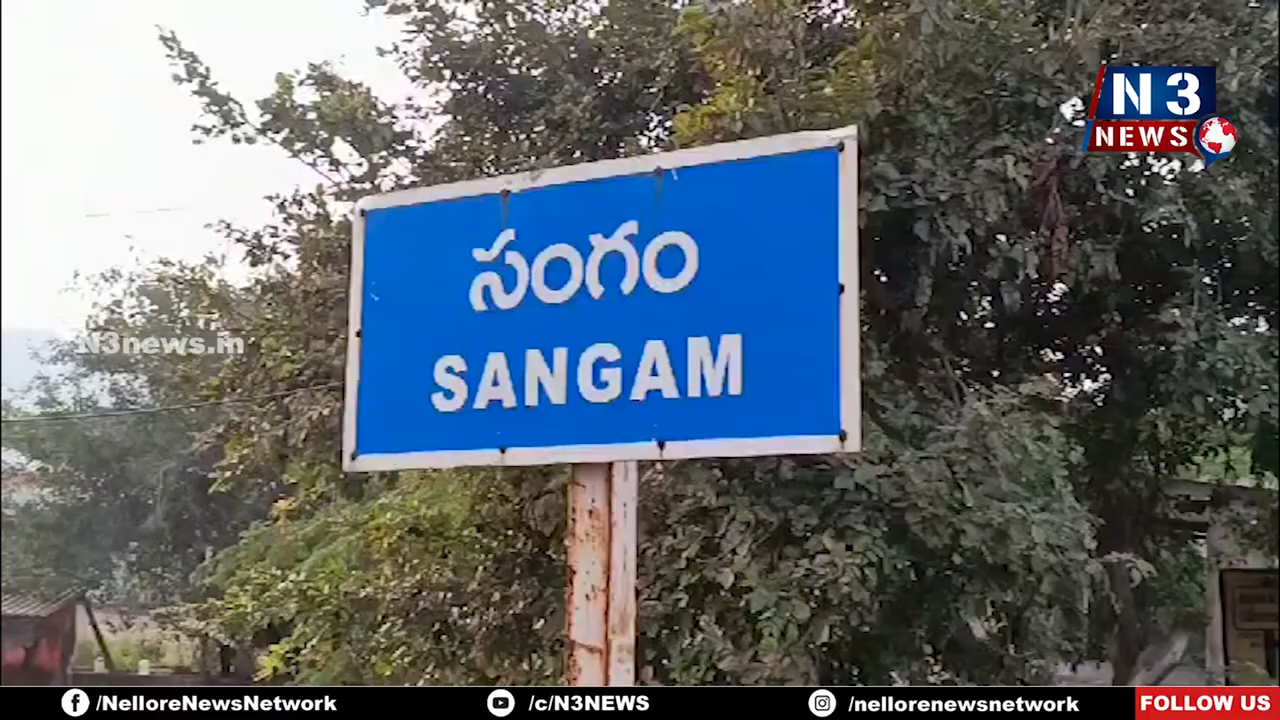 N3
NEWS
సంగం
SANGAM
N3news.in
/NelloreNewsNetwork
/c/N3NEWS
/nellorenewsnetwork
FOLLOW US